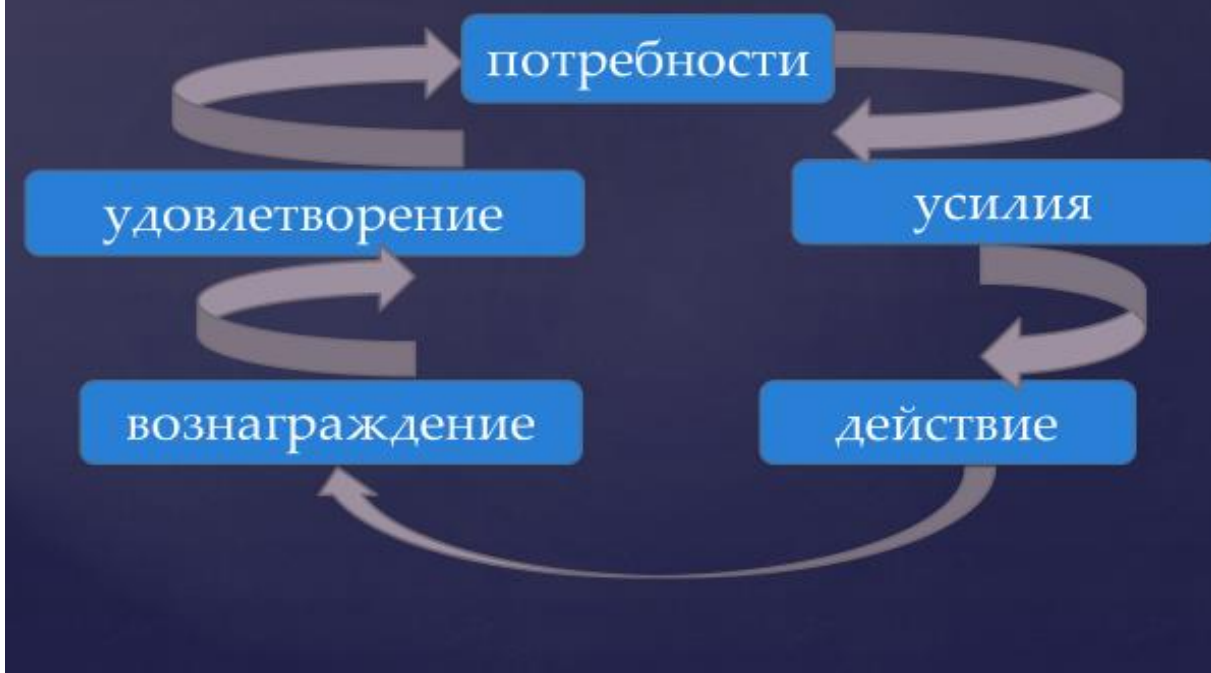 потребности
удовлетворение
усилия
вознаграждение
действие